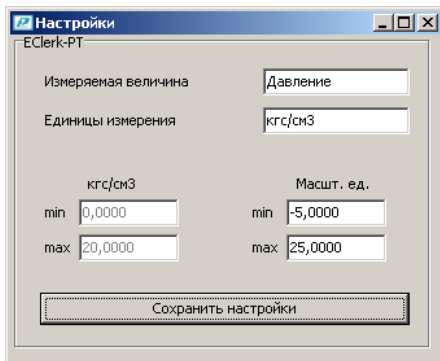 Настройки
EClerk-PT
Измеряемая величина Давление
Единицы измерения кгс/см3
кгс/см3 Масшт. ед.
min 0,0000 min -5,0000
max 20,0000 max 25,0000
Сохранить настройки